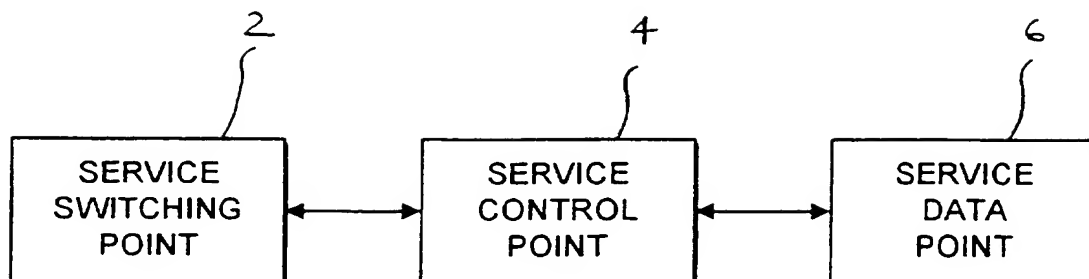 2
4
6
SERVICE
SWITCHING
POINT
SERVICE
CONTROL
POINT
SERVICE
DATA
POINT